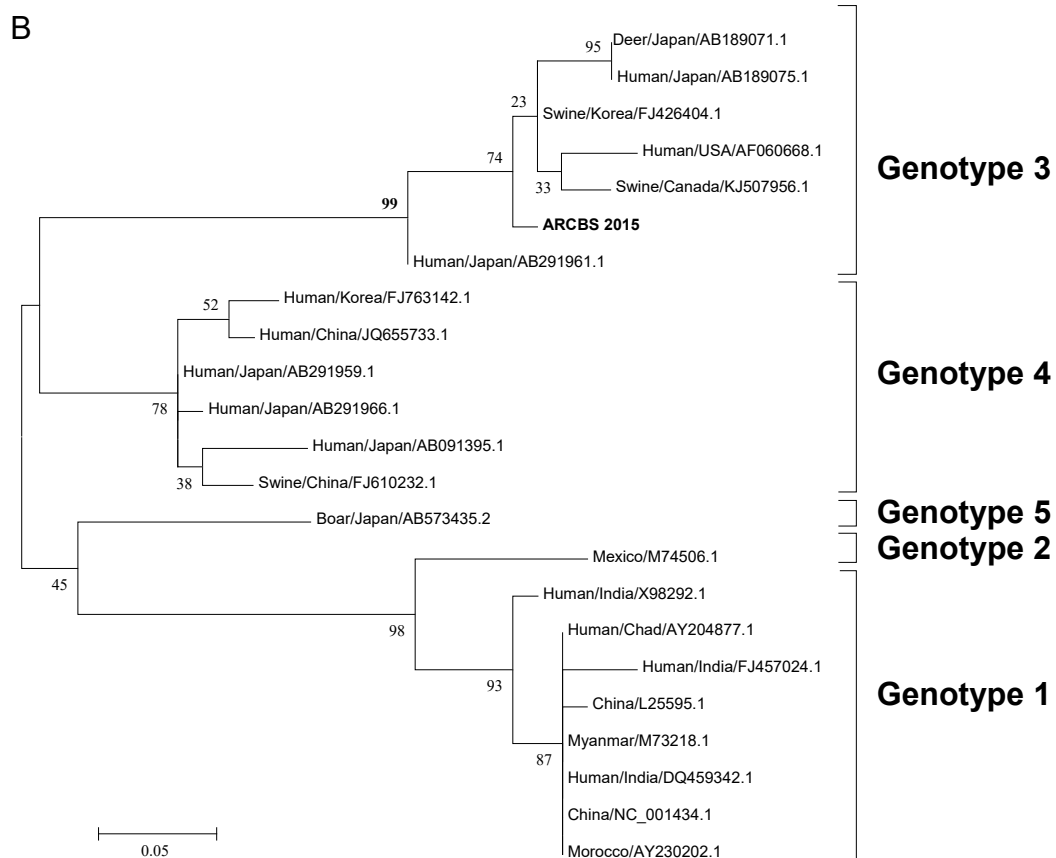 B
Deer/Japan/AB189071.1
95
Human/Japan/AB189075.1
23
Swine/Korea/FJ426404.1
Human/USA/AF060668.1
74
Genotype 3
33
Swine/Canada/KJ507956.1
99
ARCBS 2015
Human/Japan/AB291961.1
Human/Korea/FJ763142.1
52
Human/China/JQ655733.1
Human/Japan/AB291959.1
Genotype 4
78
Human/Japan/AB291966.1
Human/Japan/AB091395.1
38
Swine/China/FJ610232.1
Boar/Japan/AB573435.2
Genotype 5
Mexico/M74506.1
Genotype 2
45
Human/India/X98292.1
98
Human/Chad/AY204877.1
Human/India/FJ457024.1
93
Genotype 1
China/L25595.1
Myanmar/M73218.1
87
Human/India/DQ459342.1
China/NC_001434.1
Morocco/AY230202.1
0.05